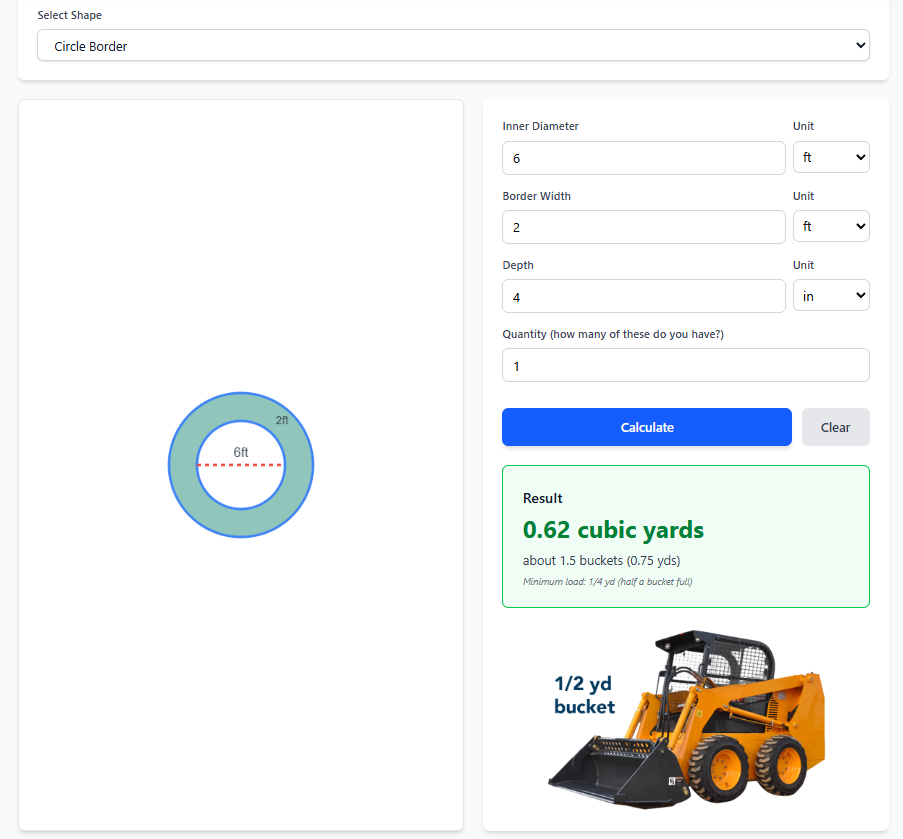 Select Shape
Circle Border
Inner Diameter Unit
6 ft
Border Width Unit
2 ft
Depth Unit
4 in
Quantity (how many of these do you have?)
1
Calculate Clear
2ft
6ft
Result
0.62 cubic yards
about 1.5 buckets (0.75 yds)
Minimum load: 1/4 yd (half a bucket full)
1/2 yd
bucket